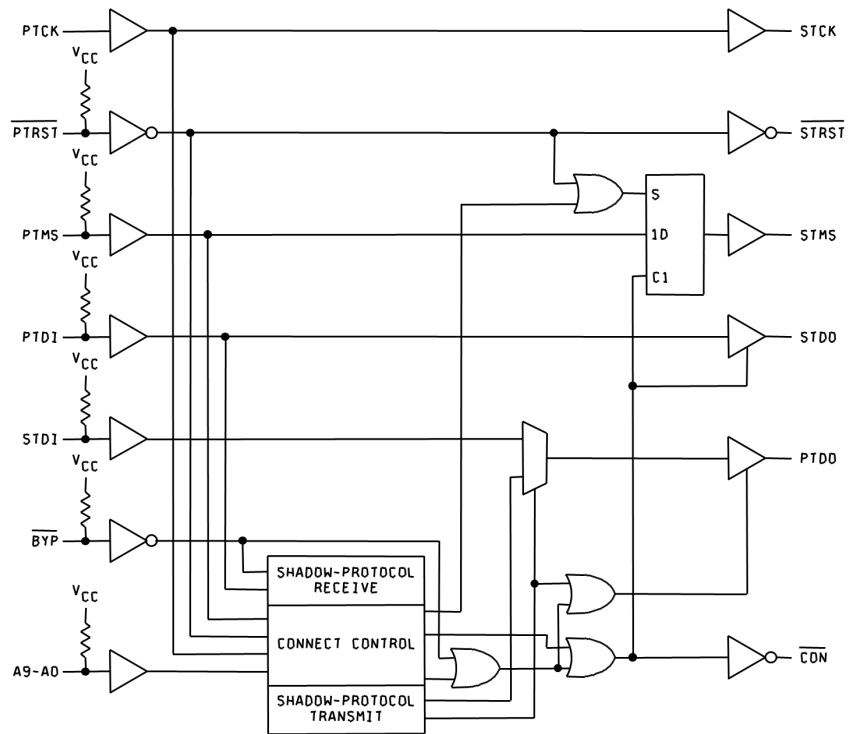 PTCK STCK
VCC
PTRST STRST
VCC
S
PTMS 1D STMS
VCC
C1
PTDI STDO
VCC
STDI
PTDO
VCC
BYP
SHADOW-PROTOCOL
RECEIVE
VCC
CONNECT CONTROL
A9-A0 CON
SHADOW-PROTOCOL
TRANSMIT